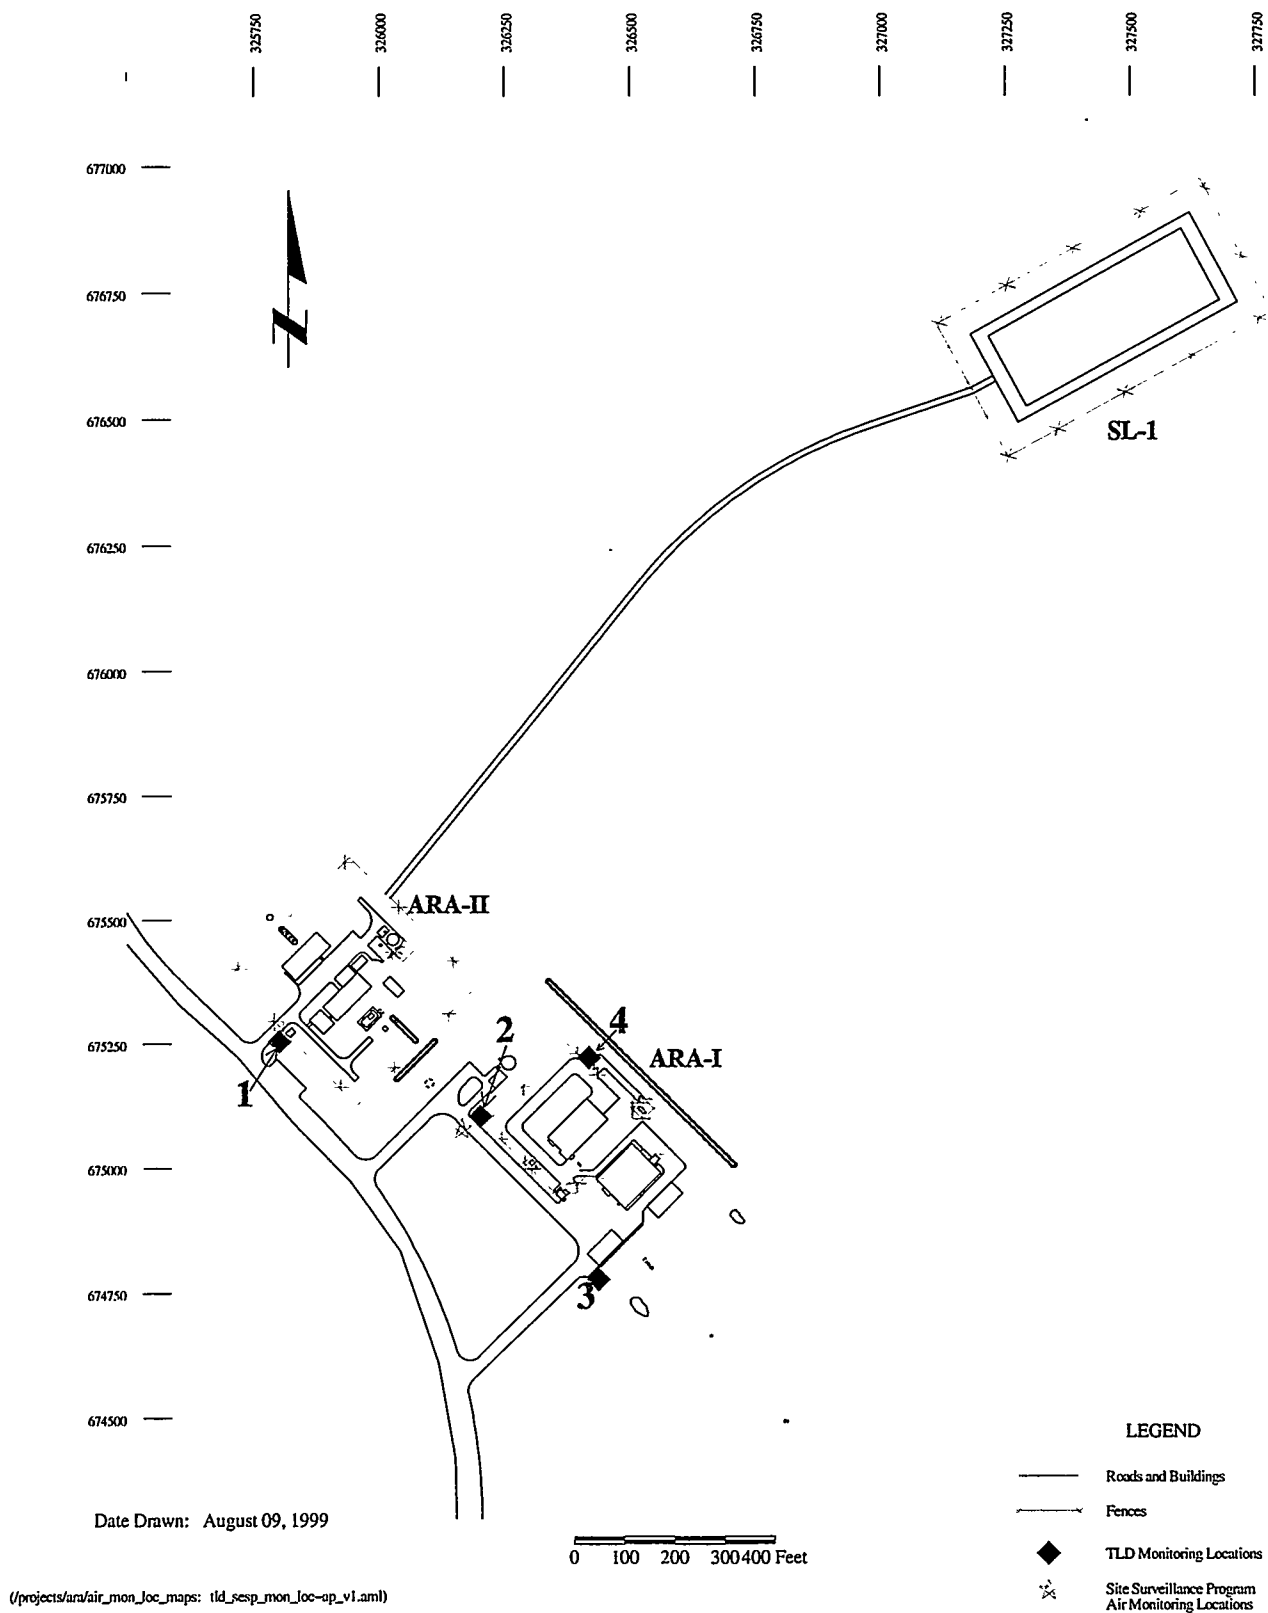 325750
326000
326250
326500
326750
327000
327250
327500
327750
677000
676750
676500
676250
676000
675750
675500
675250
675000
674750
674500
N
SL-1
ARA-II
ARA-I
1
2
3
4
LEGEND
Roads and Buildings
Fences
TLD Monitoring Locations
Site Surveillance Program
Air Monitoring Locations
Date Drawn: August 09, 1999
0 100 200 300 400 Feet
(/projects/ara/air_mon_loc_maps: tld_sesp_mon_loc-up_v1.aml)